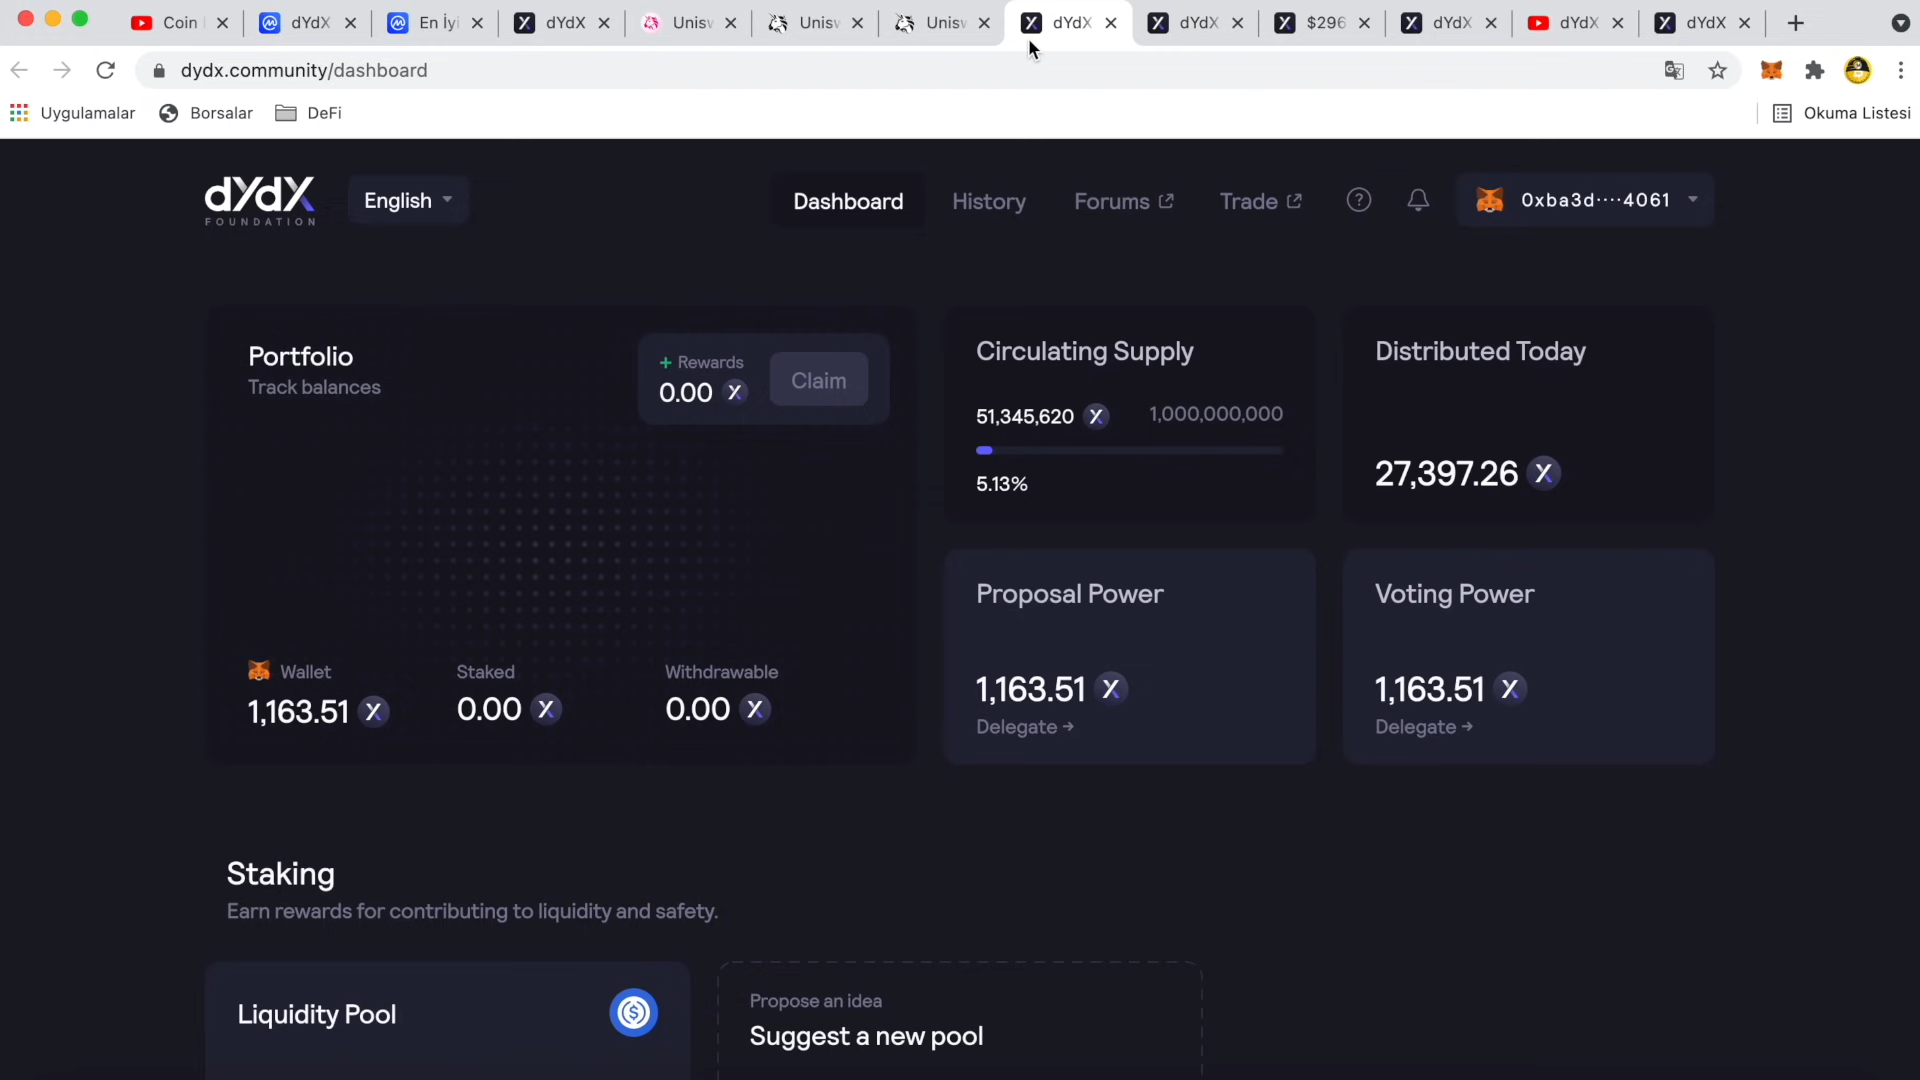 Coin
dYdX
En İyi
dYdX
Unisw
Unisw
Unisw
dYdX
dYdX
$296
dYdX
dYdX
dYdX
dydx.community/dashboard
Uygulamalar
Borsalar
DeFi
Okuma Listesi
dYdX
FOUNDATION
English
Dashboard
History
Forums
Trade
0xba3d····4061
Portfolio
Track balances
+ Rewards
0.00
Claim
Circulating Supply
51,345,620
1,000,000,000
5.13%
Distributed Today
27,397.26
Wallet
1,163.51
Staked
0.00
Withdrawable
0.00
Proposal Power
1,163.51
Delegate →
Voting Power
1,163.51
Delegate →
Staking
Earn rewards for contributing to liquidity and safety.
Liquidity Pool
Propose an idea
Suggest a new pool